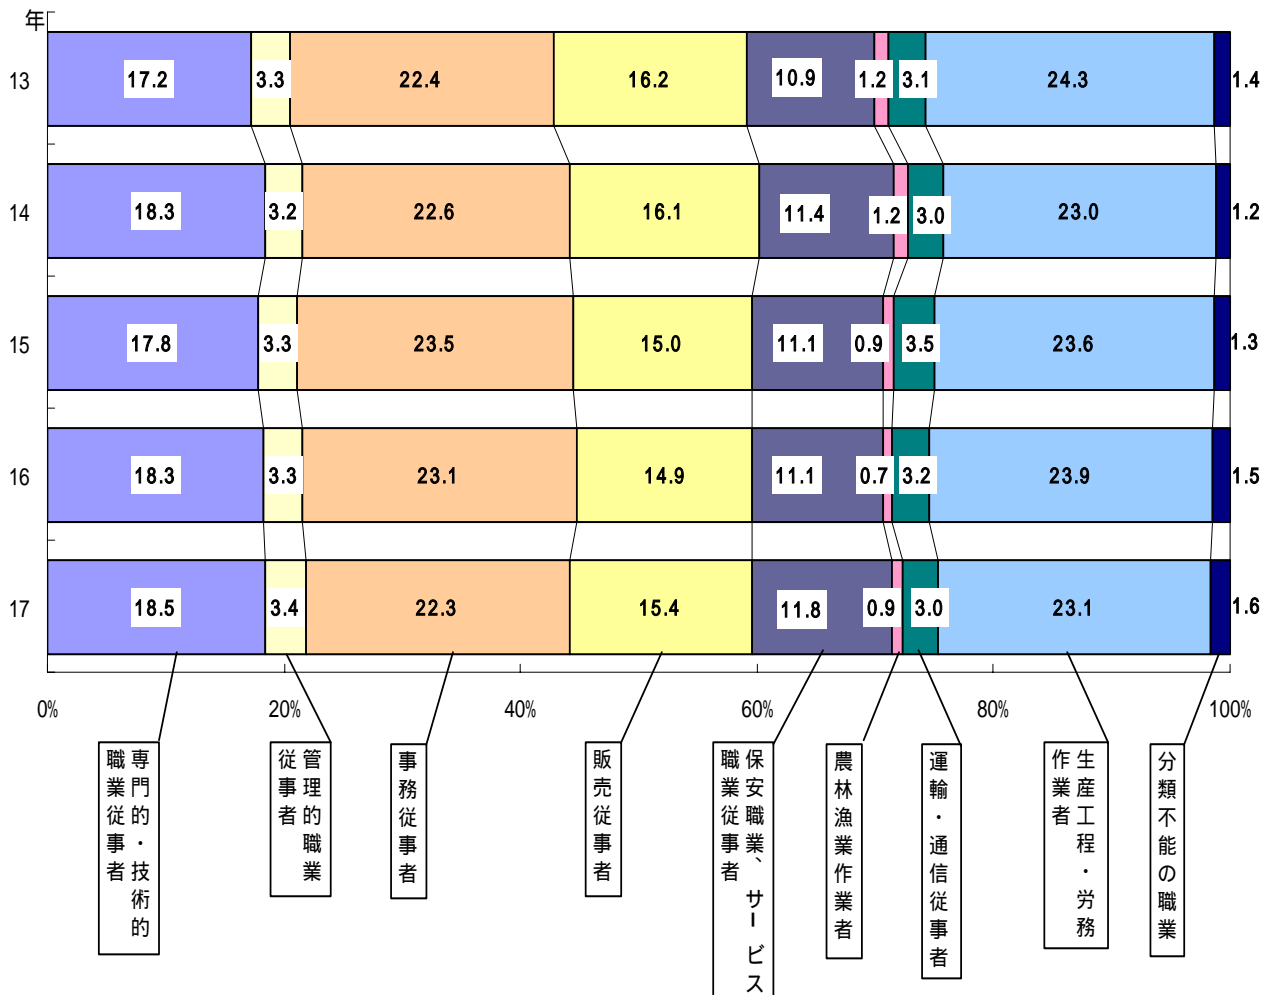 年
13 17.2 3.3 22.4 16.2 10.9 1.2 3.1 24.3 1.4
14 18.3 3.2 22.6 16.1 11.4 1.2 3.0 23.0 1.2
15 17.8 3.3 23.5 15.0 11.1 0.9 3.5 23.6 1.3
16 18.3 3.3 23.1 14.9 11.1 0.7 3.2 23.9 1.5
17 18.5 3.4 22.3 15.4 11.8 0.9 3.0 23.1 1.6
0% 20% 40% 60% 80% 100%
専門的・技術的
職業従事者
管理的職業
従事者
事務従事者
販売従事者
保安職業、サービス
職業従事者
農林漁業作業者
運輸・通信従事者
生産工程・労務
作業者
分類不能の職業